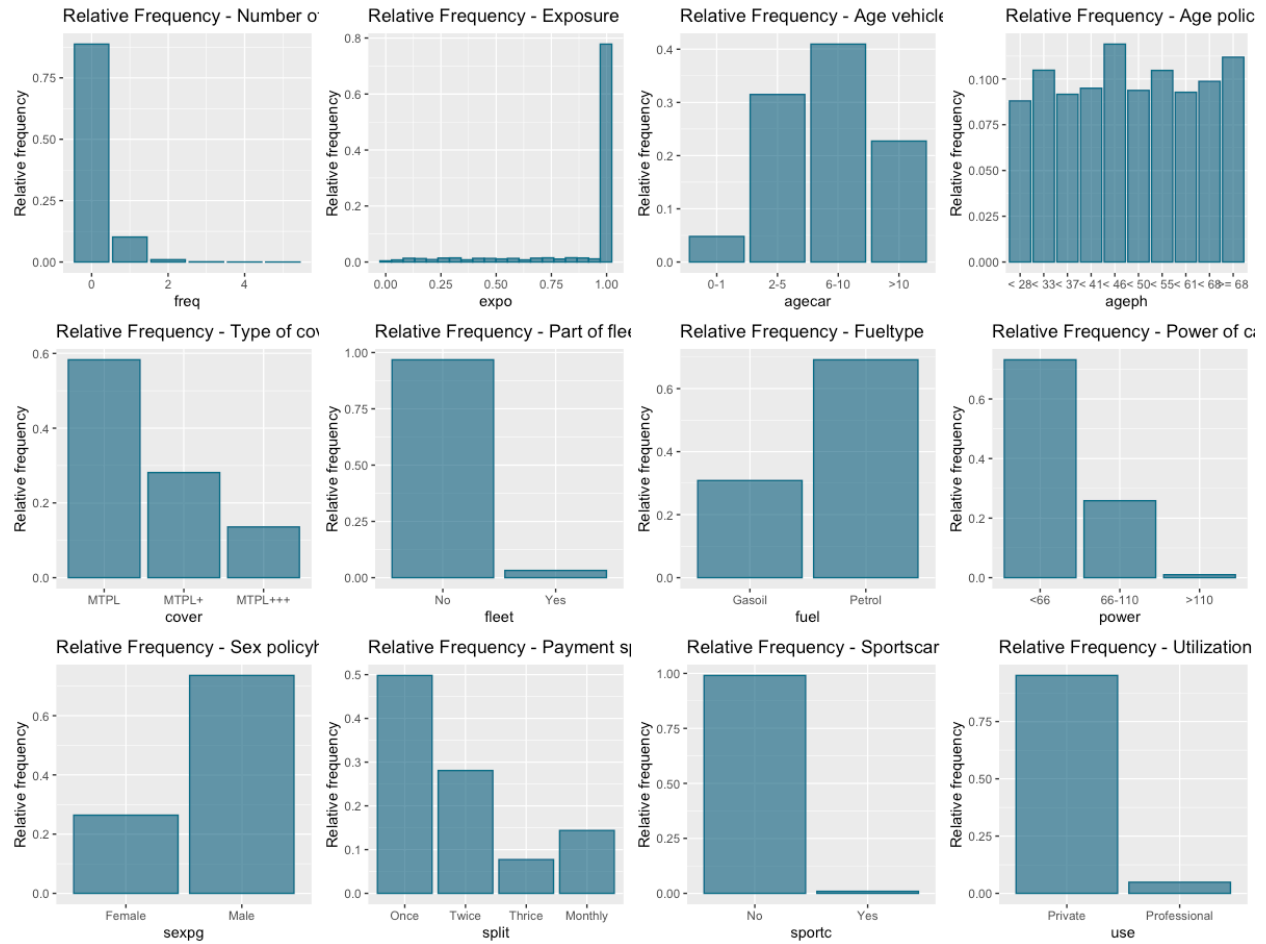 Relative Frequency - Number of
Relative frequency
0.75
0.50
0.25
0.00
0 2 4
freq
Relative Frequency - Exposure
Relative frequency
0.8
0.6
0.4
0.2
0.0
0.00 0.25 0.50 0.75 1.00
expo
Relative Frequency - Age vehicle
Relative frequency
0.4
0.3
0.2
0.1
0.0
0-1 2-5 6-10 >10
agecar
Relative Frequency - Age polic
Relative frequency
0.100
0.075
0.050
0.025
0.000
< 28 < 33 < 37 < 41 < 46 < 50 < 55 < 61 < 68 >= 68
ageph
Relative Frequency - Type of cov
Relative frequency
0.6
0.4
0.2
0.0
MTPL MTPL+ MTPL+++
cover
Relative Frequency - Part of flee
Relative frequency
1.00
0.75
0.50
0.25
0.00
No Yes
fleet
Relative Frequency - Fueltype
Relative frequency
0.6
0.4
0.2
0.0
Gasoil Petrol
fuel
Relative Frequency - Power of ca
Relative frequency
0.6
0.4
0.2
0.0
<66 66-110 >110
power
Relative Frequency - Sex policyh
Relative frequency
0.6
0.4
0.2
0.0
Female Male
sexpg
Relative Frequency - Payment sp
Relative frequency
0.5
0.4
0.3
0.2
0.1
0.0
Once Twice Thrice Monthly
split
Relative Frequency - Sportscar
Relative frequency
1.00
0.75
0.50
0.25
0.00
No Yes
sportc
Relative Frequency - Utilization
Relative frequency
0.75
0.50
0.25
0.00
Private Professional
use